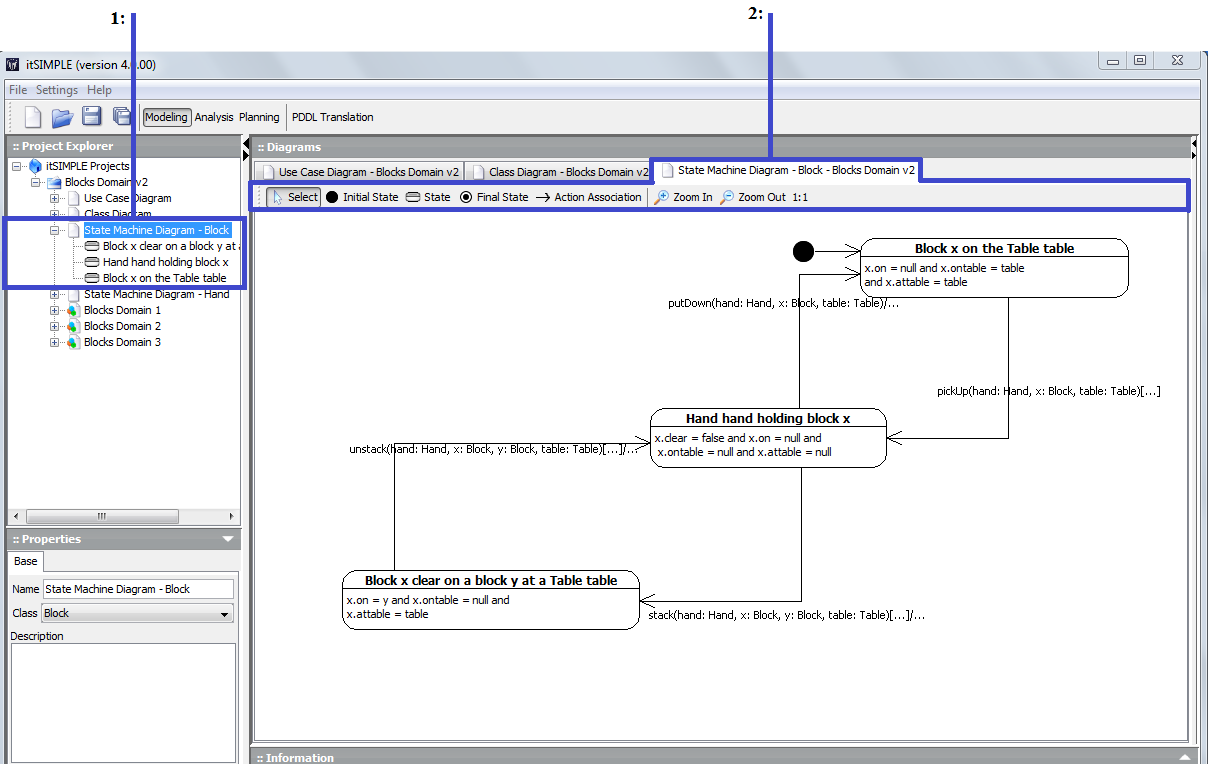 1:
2:
itSIMPLE (version 4. .00)
File Settings Help
Modeling Analysis Planning PDDL Translation
:: Project Explorer
itSIMPLE Projects
Blocks Domain v2
Use Case Diagram
Class Diagram
State Machine Diagram - Block
Block x clear on a block y at a
Hand hand holding block x
Block x on the Table table
State Machine Diagram - Hand
Blocks Domain 1
Blocks Domain 2
Blocks Domain 3
:: Properties
Base
Name State Machine Diagram - Block
Class Block
Description
:: Diagrams
Use Case Diagram - Blocks Domain v2 Class Diagram - Blocks Domain v2 State Machine Diagram - Block - Blocks Domain v2
Select Initial State State Final State Action Association Zoom In Zoom Out 1:1
Block x on the Table table
x.on = null and x.ontable = table
and x.attable = table
putDown(hand: Hand, x: Block, table: Table)/...
pickUp(hand: Hand, x: Block, table: Table)[...]
Hand hand holding block x
x.clear = false and x.on = null and
x.ontable = null and x.attable = null
unstack(hand: Hand, x: Block, y: Block, table: Table)[...]/...
Block x clear on a block y at a Table table
x.on = y and x.ontable = null and
x.attable = table
stack(hand: Hand, x: Block, y: Block, table: Table)[...]/...
:: Information